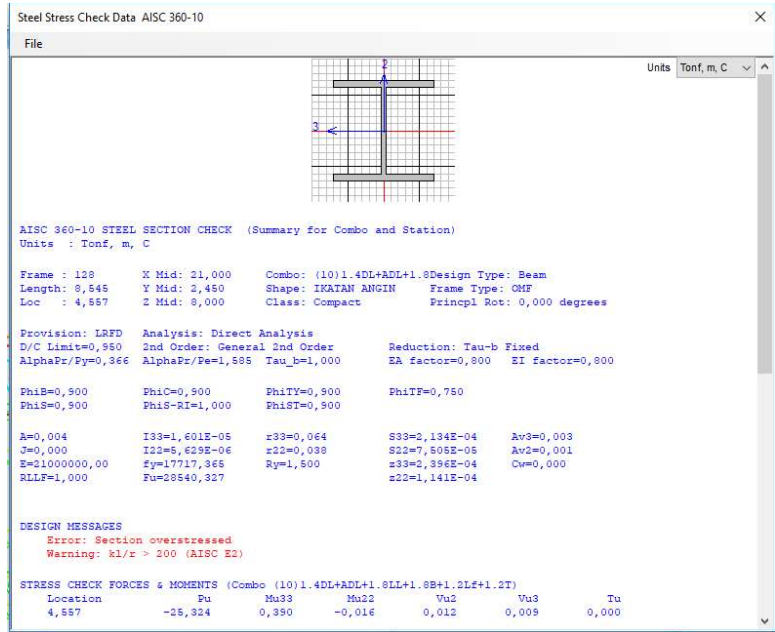 Steel Stress Check Data AISC 360-10
File
Units Tonf, m, C
2
3
AISC 360-10 STEEL SECTION CHECK (Summary for Combo and Station)
Units : Tonf, m, C
Frame : 128 X Mid: 21,000 Combo: (10)1.4DL+ADL+1.8Design Type: Beam
Length: 8,545 Y Mid: 2,450 Shape: IKATAN ANGIN Frame Type: OMF
Loc : 4,557 Z Mid: 8,000 Class: Compact Princpl Rot: 0,000 degrees
Provision: LRFD Analysis: Direct Analysis
D/C Limit=0,950 2nd Order: General 2nd Order Reduction: Tau-b Fixed
AlphaPr/Py=0,366 AlphaPr/Pe=1,585 Tau_b=1,000 EA factor=0,800 EI factor=0,800
PhiB=0,900 PhiC=0,900 PhiTY=0,900 PhiTF=0,750
PhiS=0,900 PhiS-RI=1,000 PhiST=0,900
A=0,004 I33=1,601E-05 r33=0,064 S33=2,134E-04 Av3=0,003
J=0,000 I22=5,629E-06 r22=0,038 S22=7,505E-05 Av2=0,001
E=21000000,00 fy=17717,365 Ry=1,500 z33=2,396E-04 Cw=0,000
RLLF=1,000 Fu=28540,327 z22=1,141E-04
DESIGN MESSAGES
Error: Section overstressed
Warning: kl/r > 200 (AISC E2)
STRESS CHECK FORCES & MOMENTS (Combo (10)1.4DL+ADL+1.8LL+1.8B+1.2Lf+1.2T)
Location Pu Mu33 Mu22 Vu2 Vu3 Tu
4,557 -25,324 0,390 -0,016 0,012 0,009 0,000